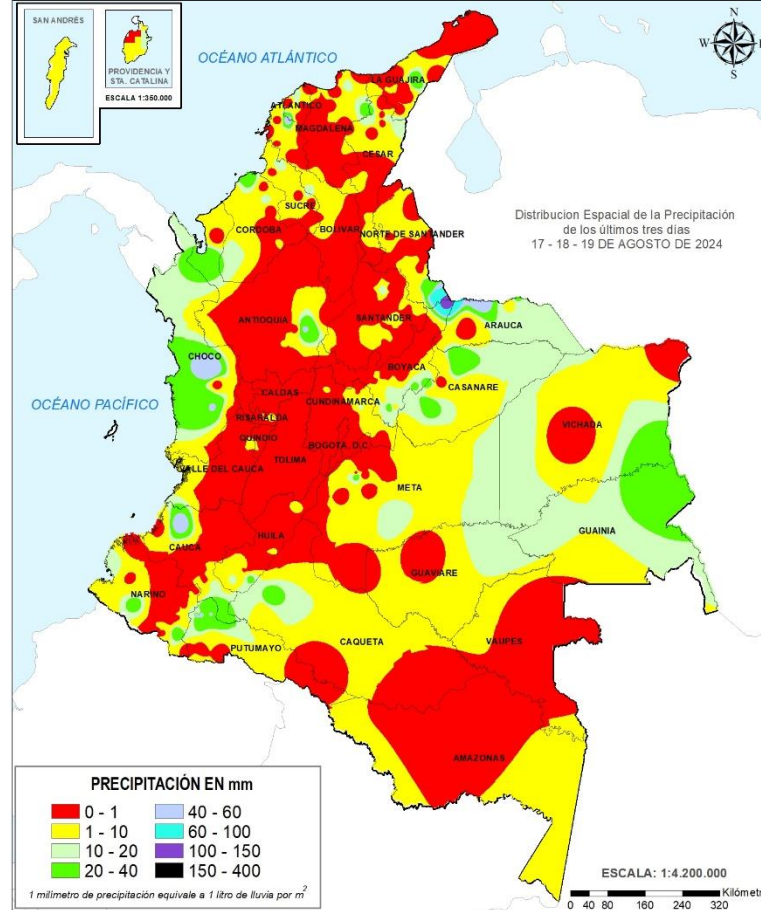 SAN ANDRÉS
PROVIDENCIA Y
STA. CATALINA
ESCALA 1:350.000
OCÉANO ATLÁNTICO
N
W
E
S
LA GUAJIRA
ATLANTICO
MAGDALENA
CESAR
SUCRE
CORDOBA
BOLIVAR
NORTE DE SANTANDER
Distribucion Espacial de la Precipitación
de los últimos tres días
17 - 18 - 19 DE AGOSTO DE 2024
ANTIOQUIA
SANTANDER
ARAUCA
CHOCO
BOYACA
CASANARE
OCÉANO PACÍFICO
CALDAS
CUNDINAMARCA
RISARALDA
QUINDIO
BOGOTA, D.C.
VICHADA
VALLE DEL CAUCA
TOLIMA
META
CAUCA
HUILA
GUAINIA
GUAVIARE
NARIÑO
PUTUMAYO
CAQUETA
VAUPES
AMAZONAS
PRECIPITACIÓN EN mm
0 - 1
40 - 60
1 - 10
60 - 100
10 - 20
100 - 150
20 - 40
150 - 400
1 milímetro de precipitación equivale a 1 litro de lluvia por m²
ESCALA: 1:4.200.000
Kilómet
0 40 80 160 240 320